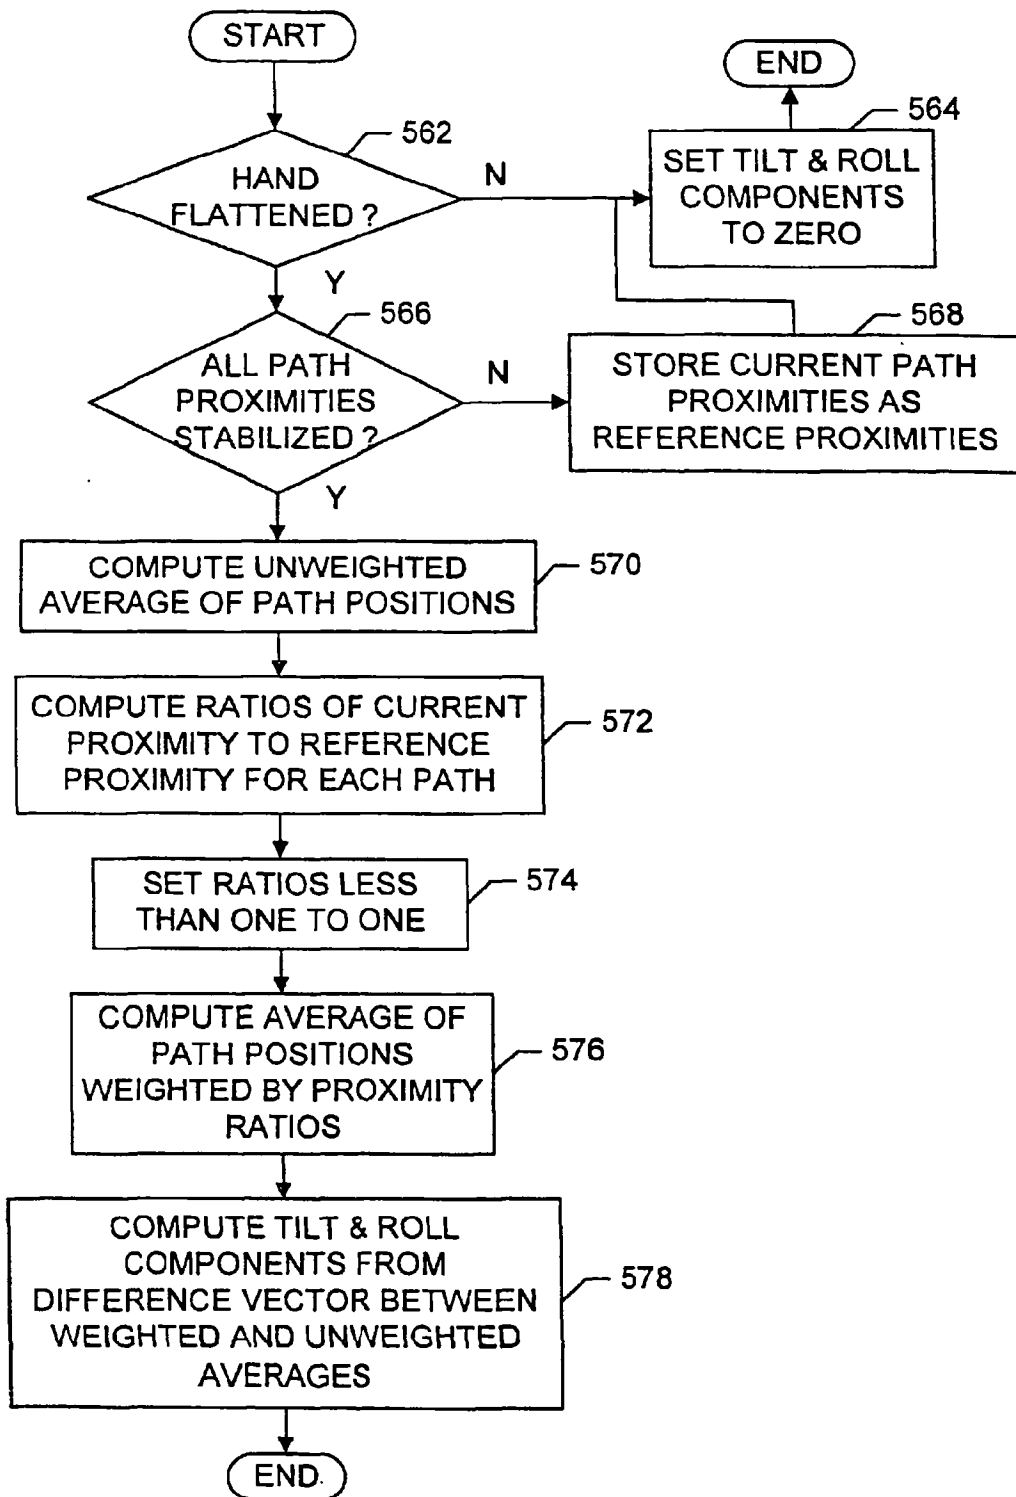 START
END
562
564
HAND
FLATTENED ?
N
SET TILT & ROLL
COMPONENTS
TO ZERO
Y
566
568
ALL PATH
PROXIMITIES
STABILIZED ?
N
STORE CURRENT PATH
PROXIMITIES AS
REFERENCE PROXIMITIES
Y
COMPUTE UNWEIGHTED
AVERAGE OF PATH POSITIONS
570
COMPUTE RATIOS OF CURRENT
PROXIMITY TO REFERENCE
PROXIMITY FOR EACH PATH
572
SET RATIOS LESS
THAN ONE TO ONE
574
COMPUTE AVERAGE OF
PATH POSITIONS
WEIGHTED BY PROXIMITY
RATIOS
576
COMPUTE TILT & ROLL
COMPONENTS FROM
DIFFERENCE VECTOR BETWEEN
WEIGHTED AND UNWEIGHTED
AVERAGES
578
END